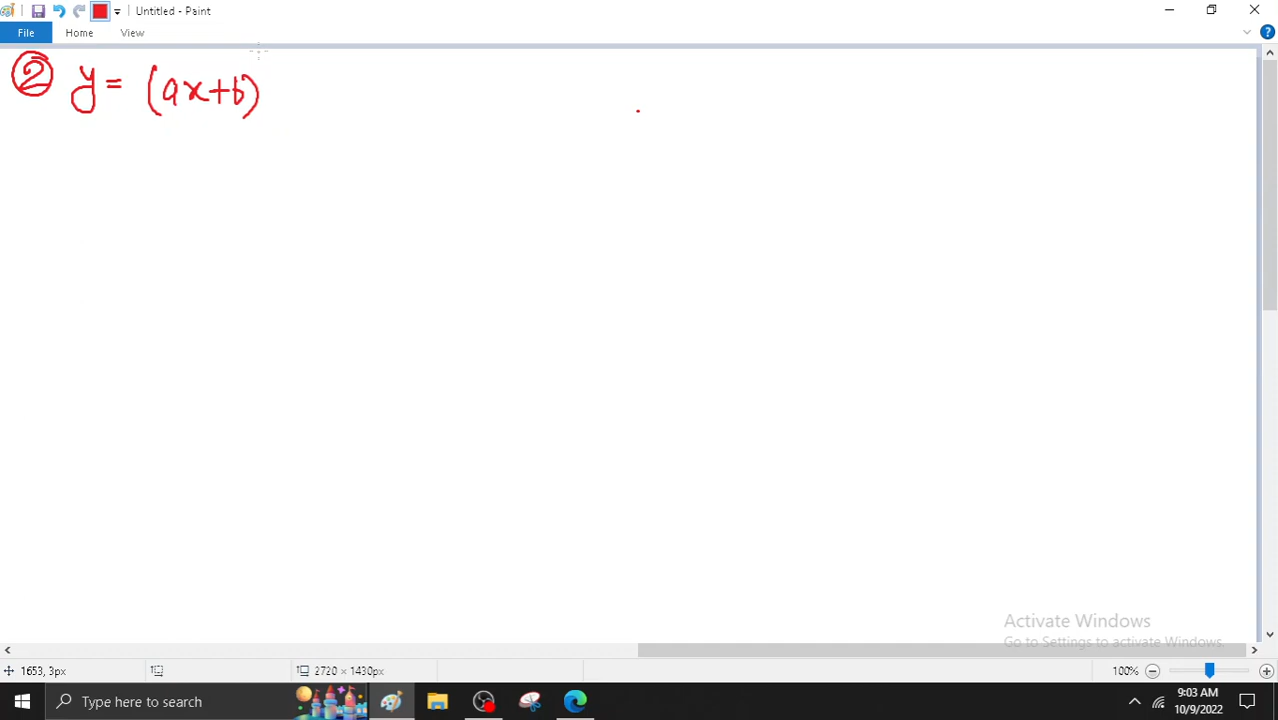 Untitled - Paint
File Home View
② y = (ax+b)
Activate Windows
Go to Settings to activate Windows.
1653, 3px 2720 × 1430px 100%
Type here to search
9:03 AM
10/9/2022